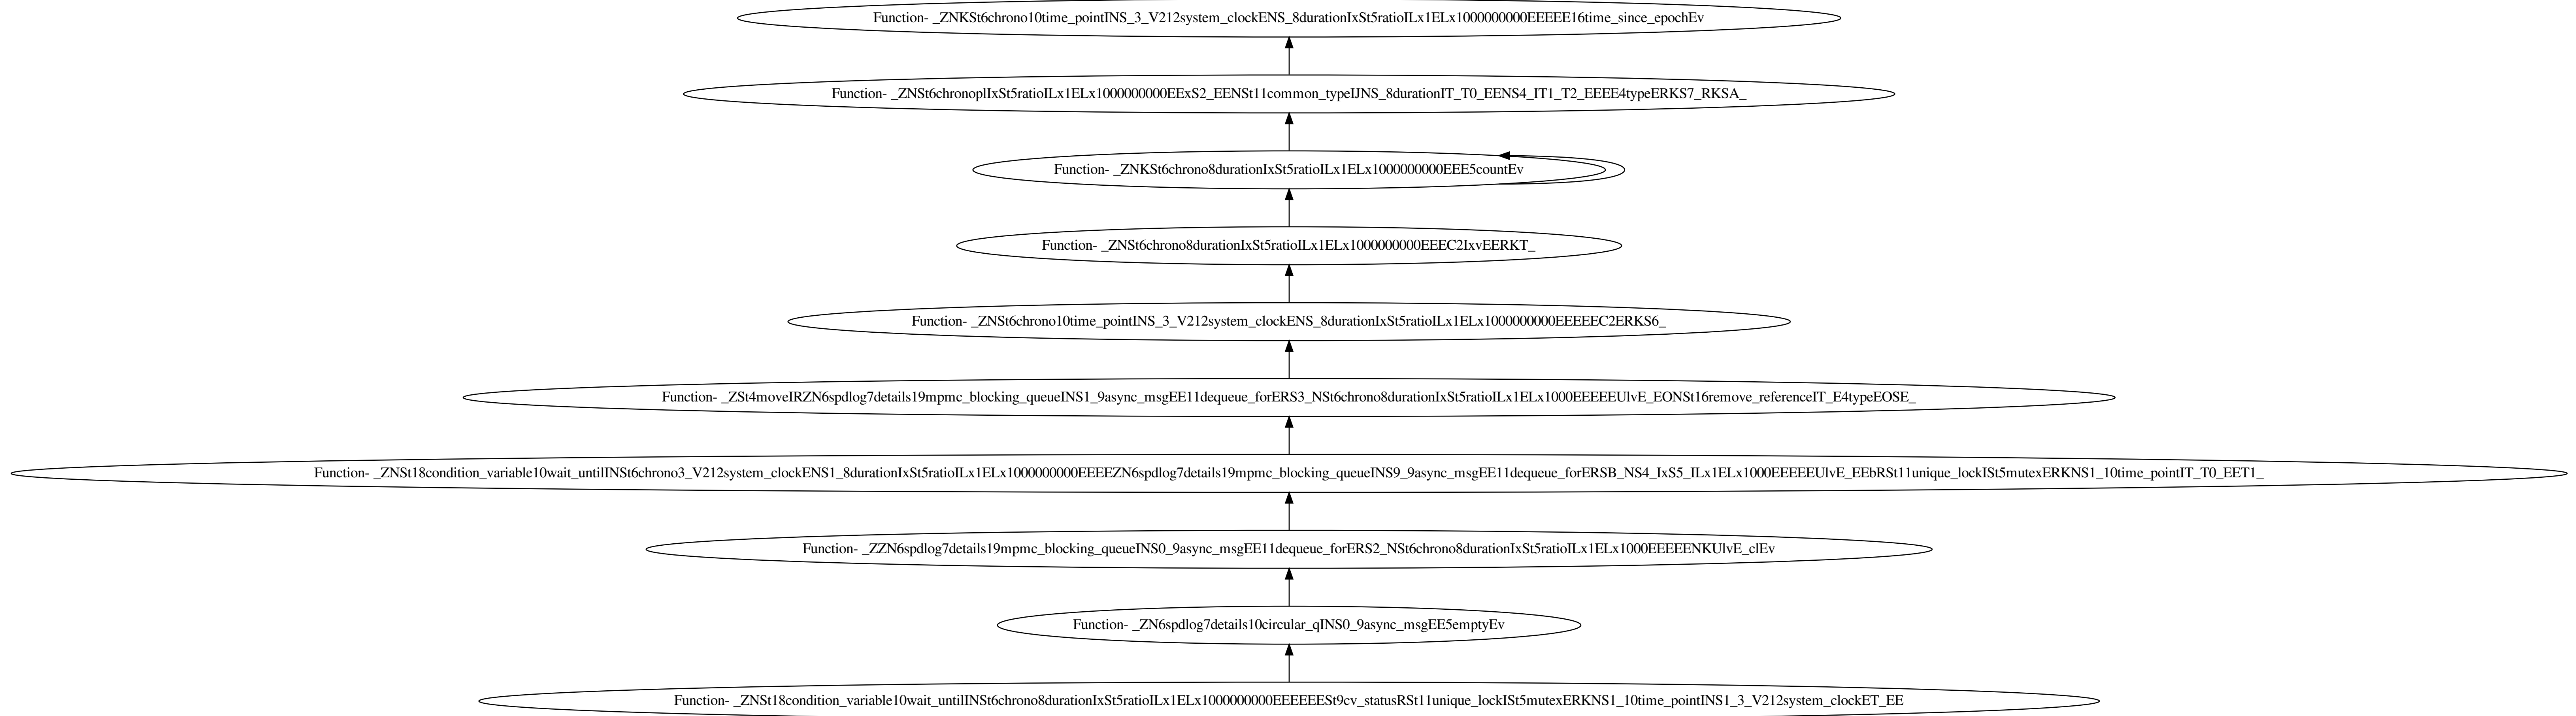 Function- _ZNKSt6chrono10time_pointINS_3_V212system_clockENS_8durationIxSt5ratioILx1ELx1000000000EEEEE16time_since_epochEv
Function- _ZNSt6chronoplIxSt5ratioILx1ELx1000000000EExS2_EENSt11common_typeIJNS_8durationIT_T0_EENS4_IT1_T2_EEEE4typeERKS7_RKSA_
Function- _ZNKSt6chrono8durationIxSt5ratioILx1ELx1000000000EEE5countEv
Function- _ZNSt6chrono8durationIxSt5ratioILx1ELx1000000000EEEC2IxvEERKT_
Function- _ZNSt6chrono10time_pointINS_3_V212system_clockENS_8durationIxSt5ratioILx1ELx1000000000EEEEEC2ERKS6_
Function- _ZSt4moveIRZN6spdlog7details19mpmc_blocking_queueINS1_9async_msgEE11dequeue_forERS3_NSt6chrono8durationIxSt5ratioILx1ELx1000EEEEEUlvE_EONSt16remove_referenceIT_E4typeEOSE_
Function- _ZNSt18condition_variable10wait_untilINSt6chrono3_V212system_clockENS1_8durationIxSt5ratioILx1ELx1000000000EEEEZN6spdlog7details19mpmc_blocking_queueINS9_9async_msgEE11dequeue_forERSB_NS4_IxS5_ILx1ELx1000EEEEEUlvE_EEbRSt11unique_lockISt5mutexERKNS1_10time_pointIT_T0_EET1_
Function- _ZZN6spdlog7details19mpmc_blocking_queueINS0_9async_msgEE11dequeue_forERS2_NSt6chrono8durationIxSt5ratioILx1ELx1000EEEEENKUlvE_clEv
Function- _ZN6spdlog7details10circular_qINS0_9async_msgEE5emptyEv
Function- _ZNSt18condition_variable10wait_untilINSt6chrono8durationIxSt5ratioILx1ELx1000000000EEEEEESt9cv_statusRSt11unique_lockISt5mutexERKNS1_10time_pointINS1_3_V212system_clockET_EE